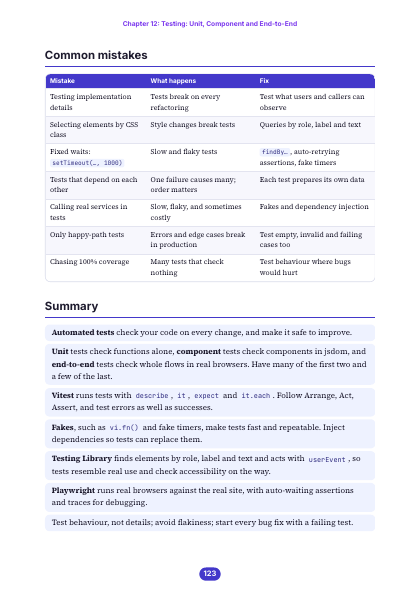 Chapter 12: Testing: Unit, Component and End-to-End
Common mistakes
Mistake What happens Fix
Testing implementation details Tests break on every refactoring Test what users and callers can observe
Selecting elements by CSS class Style changes break tests Queries by role, label and text
Fixed waits: setTimeout(…, 1000) Slow and flaky tests findBy…, auto-retrying assertions, fake timers
Tests that depend on each other One failure causes many; order matters Each test prepares its own data
Calling real services in tests Slow, flaky, and sometimes costly Fakes and dependency injection
Only happy-path tests Errors and edge cases break in production Test empty, invalid and failing cases too
Chasing 100% coverage Many tests that check nothing Test behaviour where bugs would hurt
Summary
Automated tests check your code on every change, and make it safe to improve.
Unit tests check functions alone, component tests check components in jsdom, and
end-to-end tests check whole flows in real browsers. Have many of the first two and
a few of the last.
Vitest runs tests with describe, it, expect and it.each. Follow Arrange, Act,
Assert, and test errors as well as successes.
Fakes, such as vi.fn() and fake timers, make tests fast and repeatable. Inject
dependencies so tests can replace them.
Testing Library finds elements by role, label and text and acts with userEvent, so
tests resemble real use and check accessibility on the way.
Playwright runs real browsers against the real site, with auto-waiting assertions
and traces for debugging.
Test behaviour, not details; avoid flakiness; start every bug fix with a failing test.
123